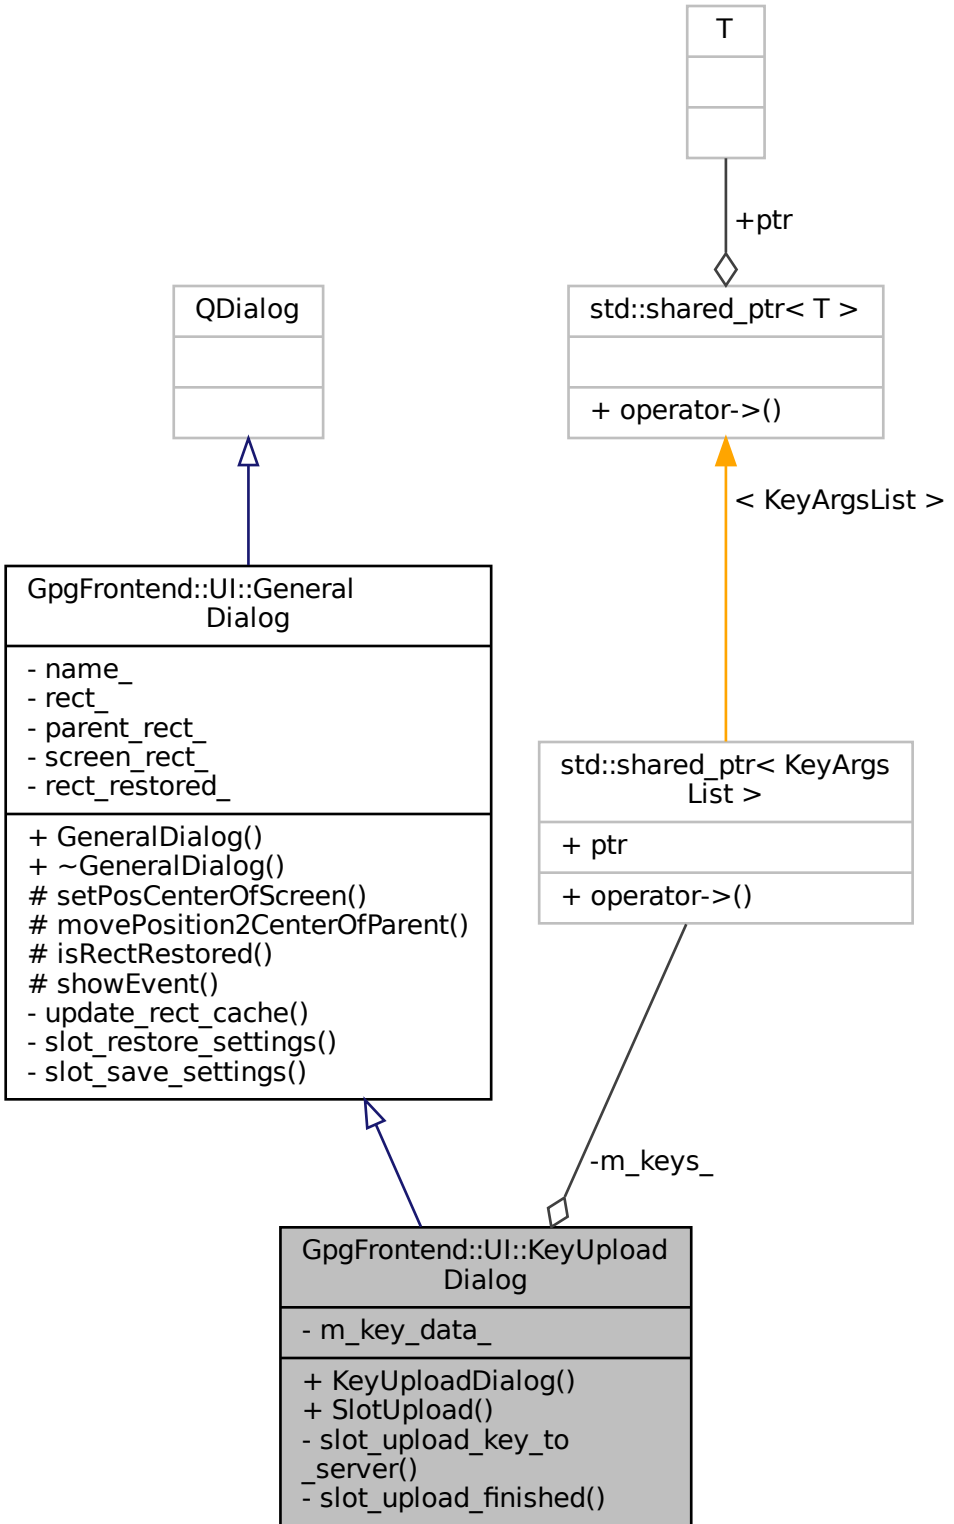 T
+ptr
QDialog
std::shared_ptr< T >
+ operator->()
< KeyArgsList >
GpgFrontend::UI::General
Dialog
- name_
- rect_
- parent_rect_
- screen_rect_
- rect_restored_
+ GeneralDialog()
+ ~GeneralDialog()
# setPosCenterOfScreen()
# movePosition2CenterOfParent()
# isRectRestored()
# showEvent()
- update_rect_cache()
- slot_restore_settings()
- slot_save_settings()
std::shared_ptr< KeyArgs
List >
+ ptr
+ operator->()
-m_keys_
GpgFrontend::UI::KeyUpload
Dialog
- m_key_data_
+ KeyUploadDialog()
+ SlotUpload()
- slot_upload_key_to
_server()
- slot_upload_finished()